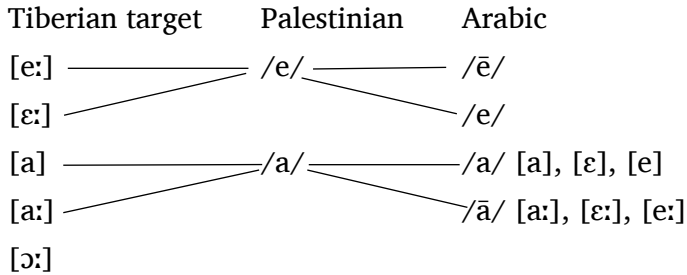 Tiberian target Palestinian Arabic
[eː] /e/ /ē/
[ɛː] /e/
[a] /a/ /a/ [a], [ɛ], [e]
[aː] /ā/ [aː], [ɛː], [eː]
[ɔː]